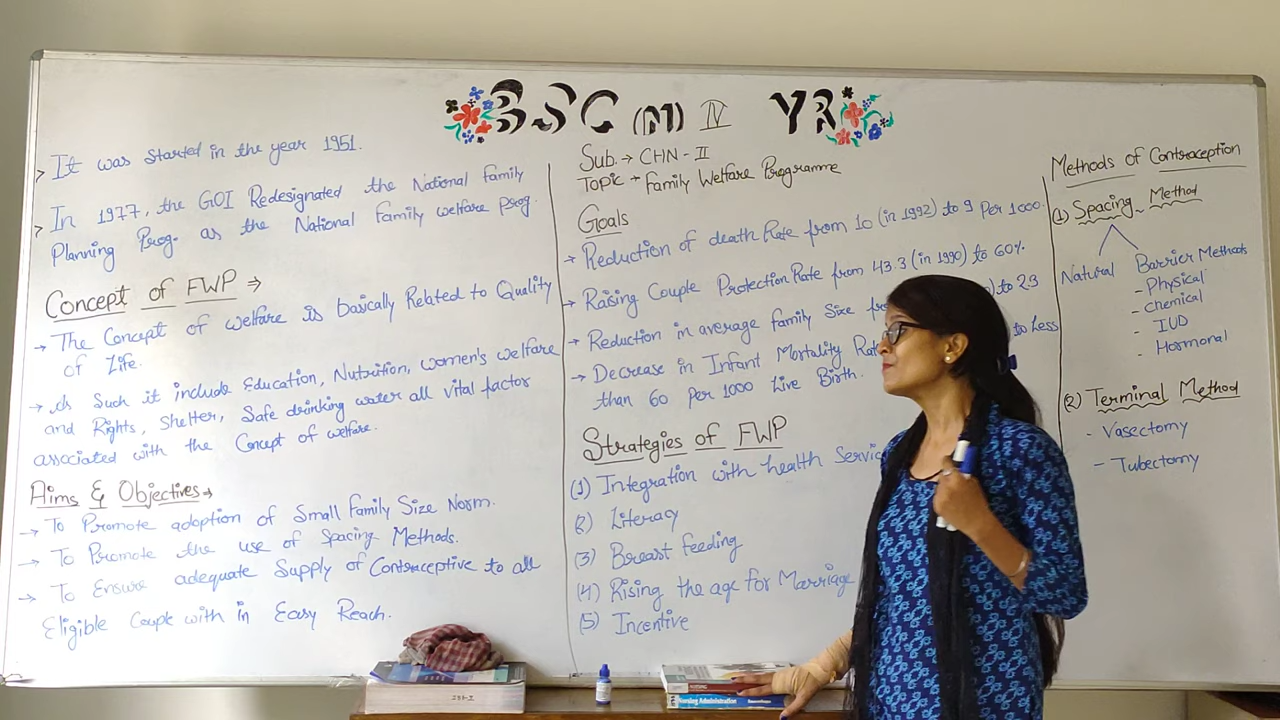 BSC (N) IV YR
> It was started in the year 1951.
> In 1977, the GOI Redesignated the National family
Planning Prog. as the National Family welfare prog.
Concept of FWP →
→ The Concept of welfare is basically Related to Quality
of Life.
→ As Such it include Education, Nutrition, women's welfare
and Rights, Shelter, Safe drinking water all vital factor
associated with the Concept of welfare.
Aims & Objectives →
→ To Promote adoption of Small Family Size Norm.
→ To Promote the use of Spacing Methods.
→ To Ensure adequate Supply of Contraceptive to all
Eligible Couple with in Easy Reach.
Sub. → CHN - II
Topic → Family Welfare Programme
Goals
→ Reduction of death Rate from 10 (in 1992) to 9 Per 1000.
→ Raising Couple Protection Rate from 43.3 (in 1990) to 60%.
→ Reduction in average family Size to 23
→ Decrease in Infant Mortality to Less
than 60 per 1000 Live Birth.
Strategies of FWP
(1) Integration with health
(2) Literacy
(3) Breast feeding
(4) Rising the age for Marriage
(5) Incentive
Methods of Contraception
(1) Spacing Method
Natural Barrier Methods
- Physical
- chemical
- IUD
- Hormonal
(2) Terminal Method
- Vasectomy
- Tubectomy
Nursing Administration